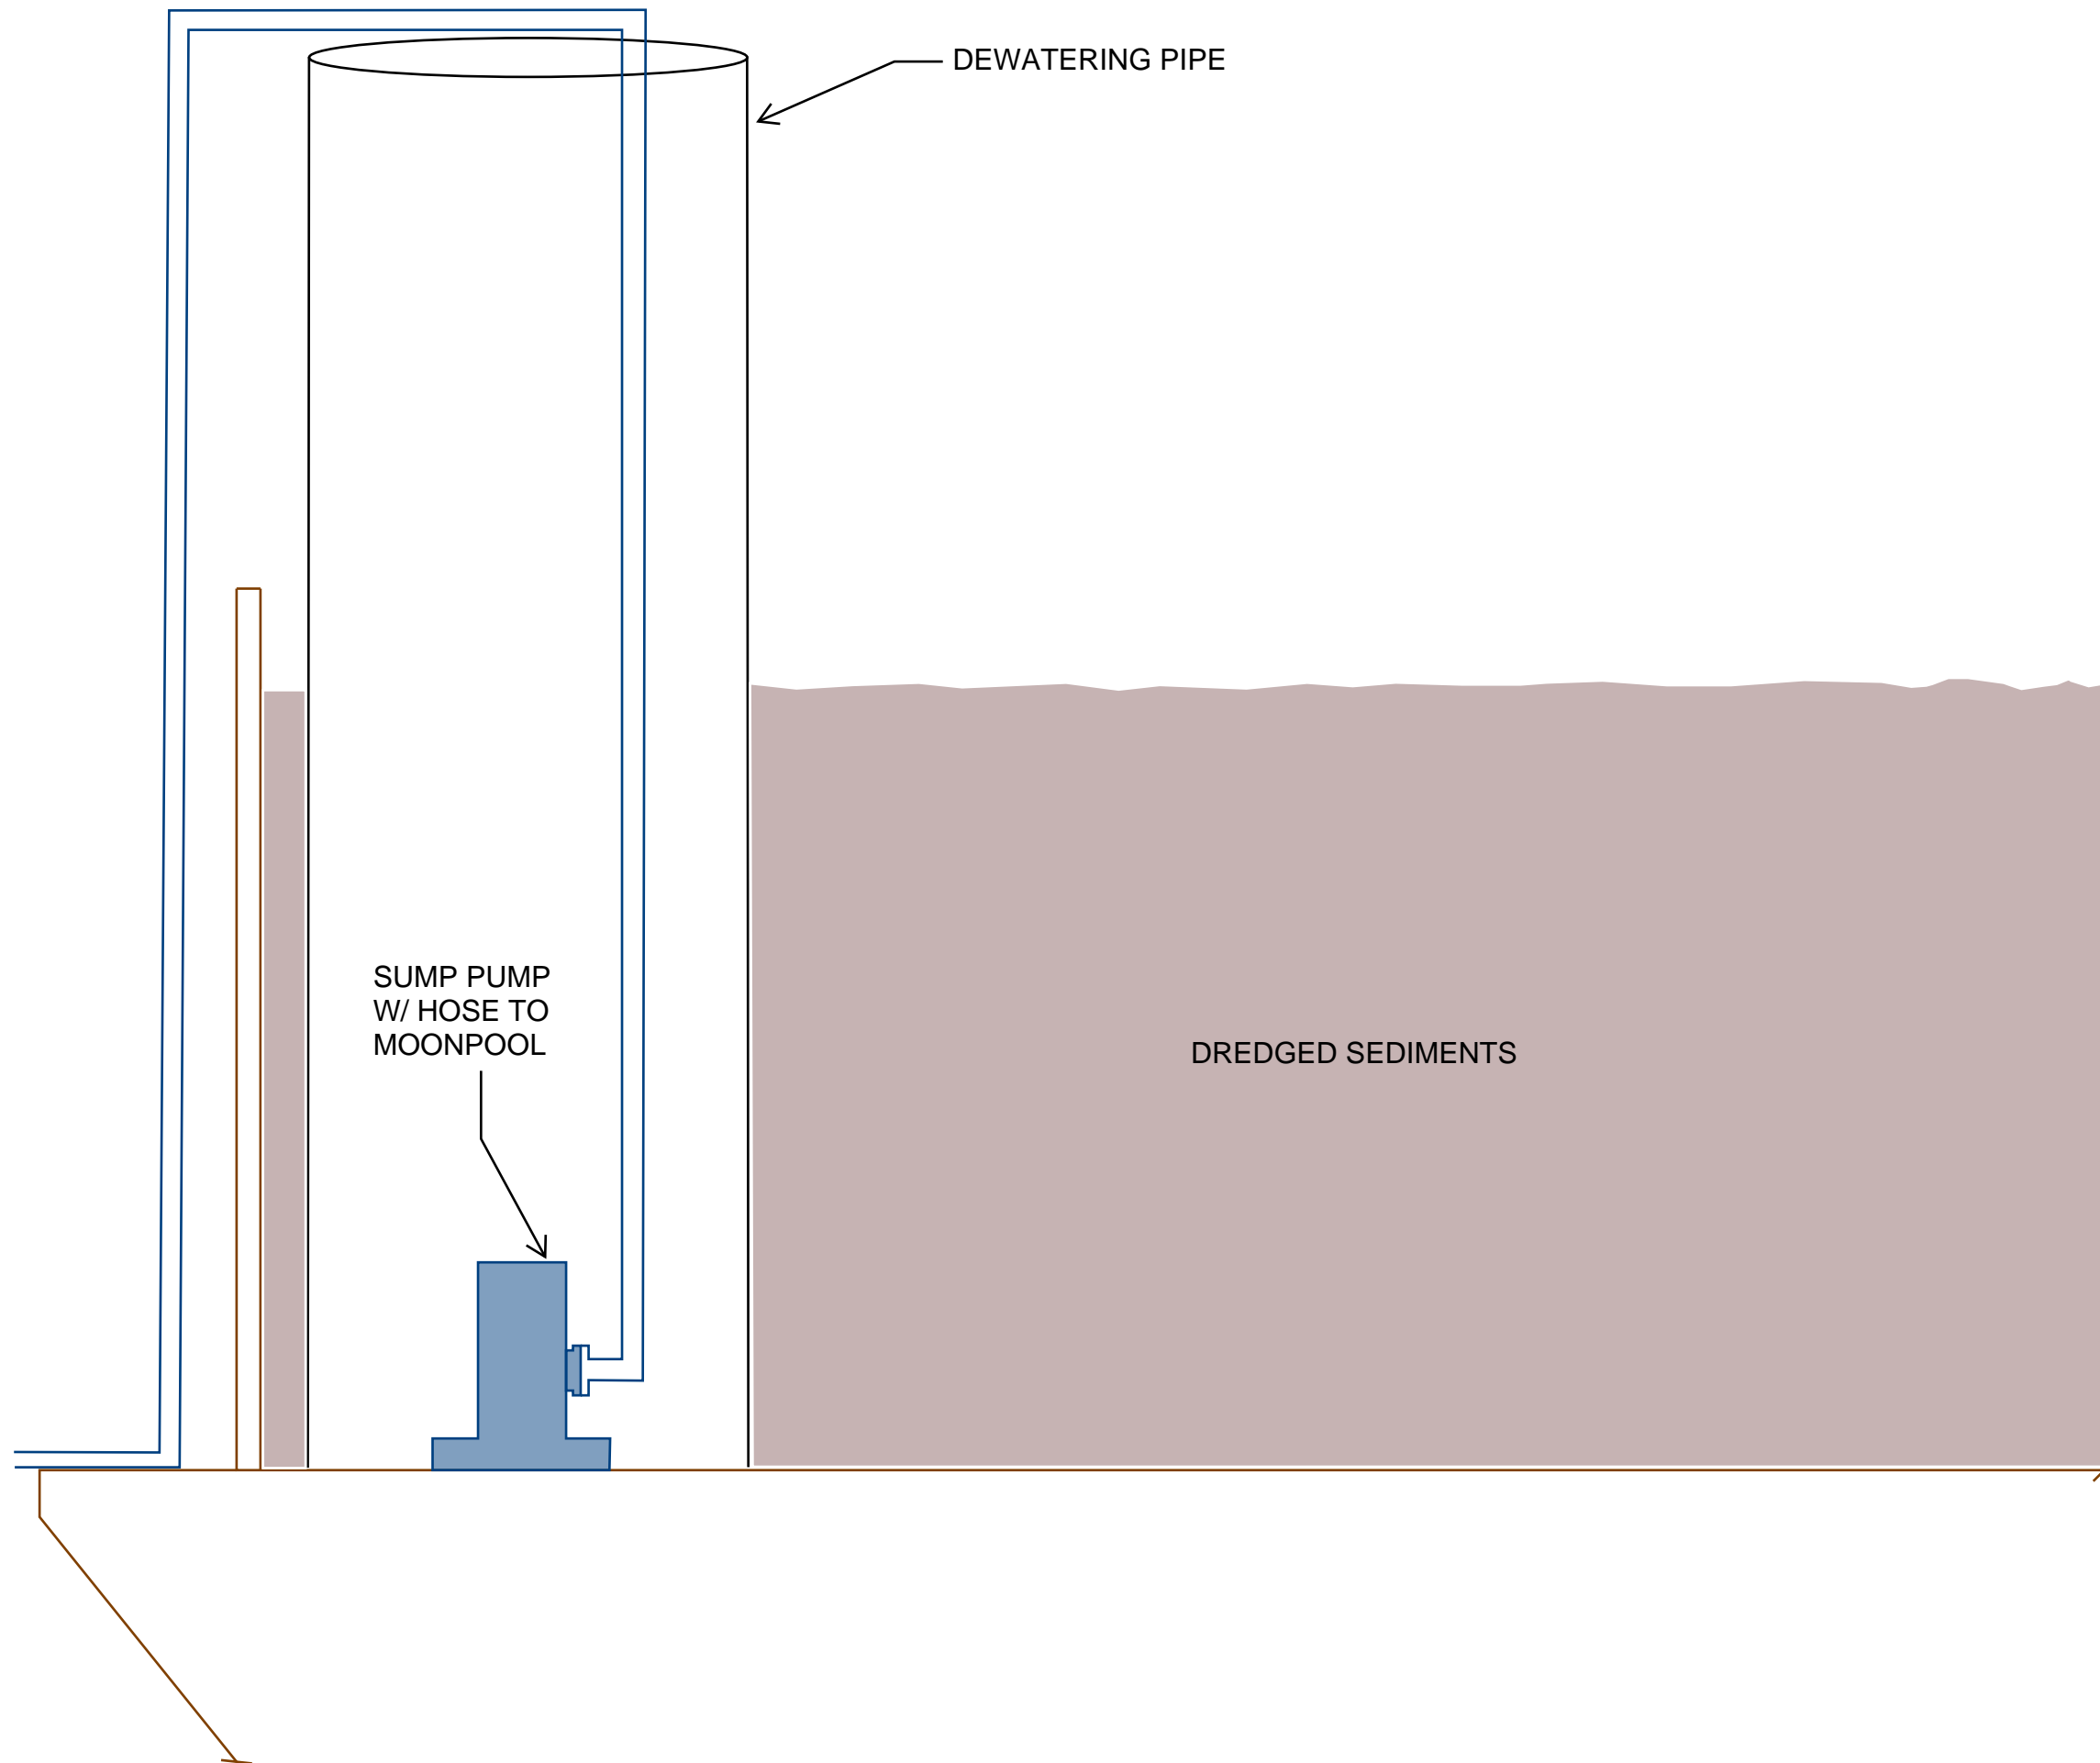 DEWATERING PIPE
SUMP PUMP
W/ HOSE TO
MOONPOOL
DREDGED SEDIMENTS